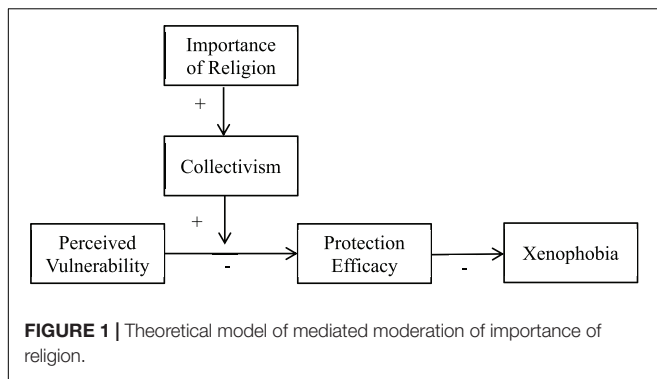 Importance
of Religion
+
Collectivism
+
Perceived
Vulnerability
-
Protection
Efficacy
-
Xenophobia
FIGURE 1 | Theoretical model of mediated moderation of importance of
religion.